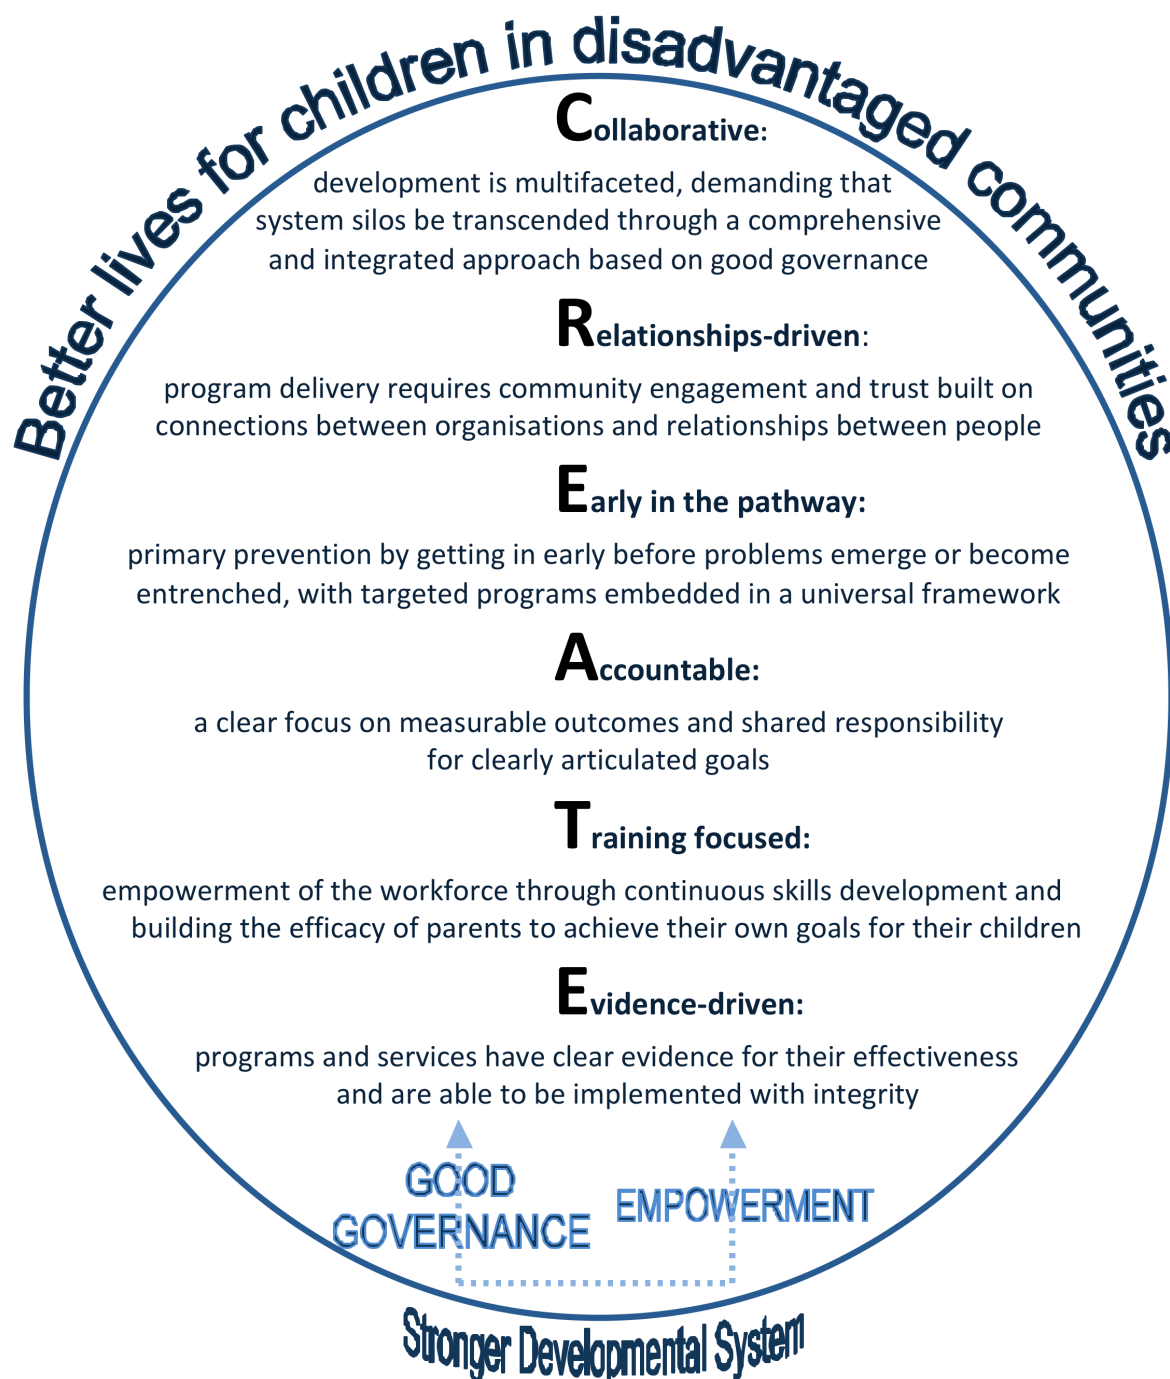 Better lives for children in disadvantaged communities
Collaborative:
development is multifaceted, demanding that
system silos be transcended through a comprehensive
and integrated approach based on good governance
Relationships-driven:
program delivery requires community engagement and trust built on
connections between organisations and relationships between people
Early in the pathway:
primary prevention by getting in early before problems emerge or become
entrenched, with targeted programs embedded in a universal framework
Accountable:
a clear focus on measurable outcomes and shared responsibility
for clearly articulated goals
Training focused:
empowerment of the workforce through continuous skills development and
building the efficacy of parents to achieve their own goals for their children
Evidence-driven:
programs and services have clear evidence for their effectiveness
and are able to be implemented with integrity
GOOD
GOVERNANCE
EMPOWERMENT
Stronger Developmental System